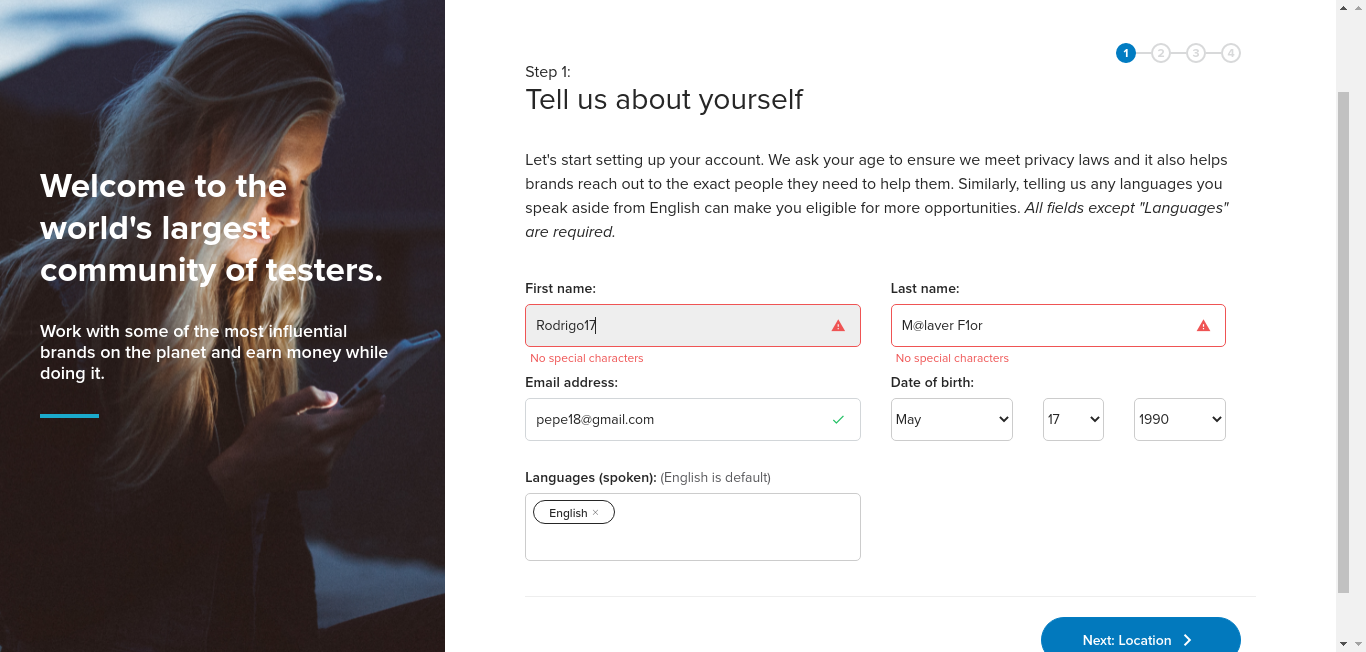 Welcome to the
world's largest
community of testers.
Work with some of the most influential
brands on the planet and earn money while
doing it.
1 2 3 4
Step 1:
Tell us about yourself
Let's start setting up your account. We ask your age to ensure we meet privacy laws and it also helps
brands reach out to the exact people they need to help them. Similarly, telling us any languages you
speak aside from English can make you eligible for more opportunities. All fields except "Languages"
are required.
First name: Last name:
Rodrigo17 M@laver F1or
No special characters No special characters
Email address: Date of birth:
pepe18@gmail.com May 17 1990
Languages (spoken): (English is default)
English ×
Next: Location